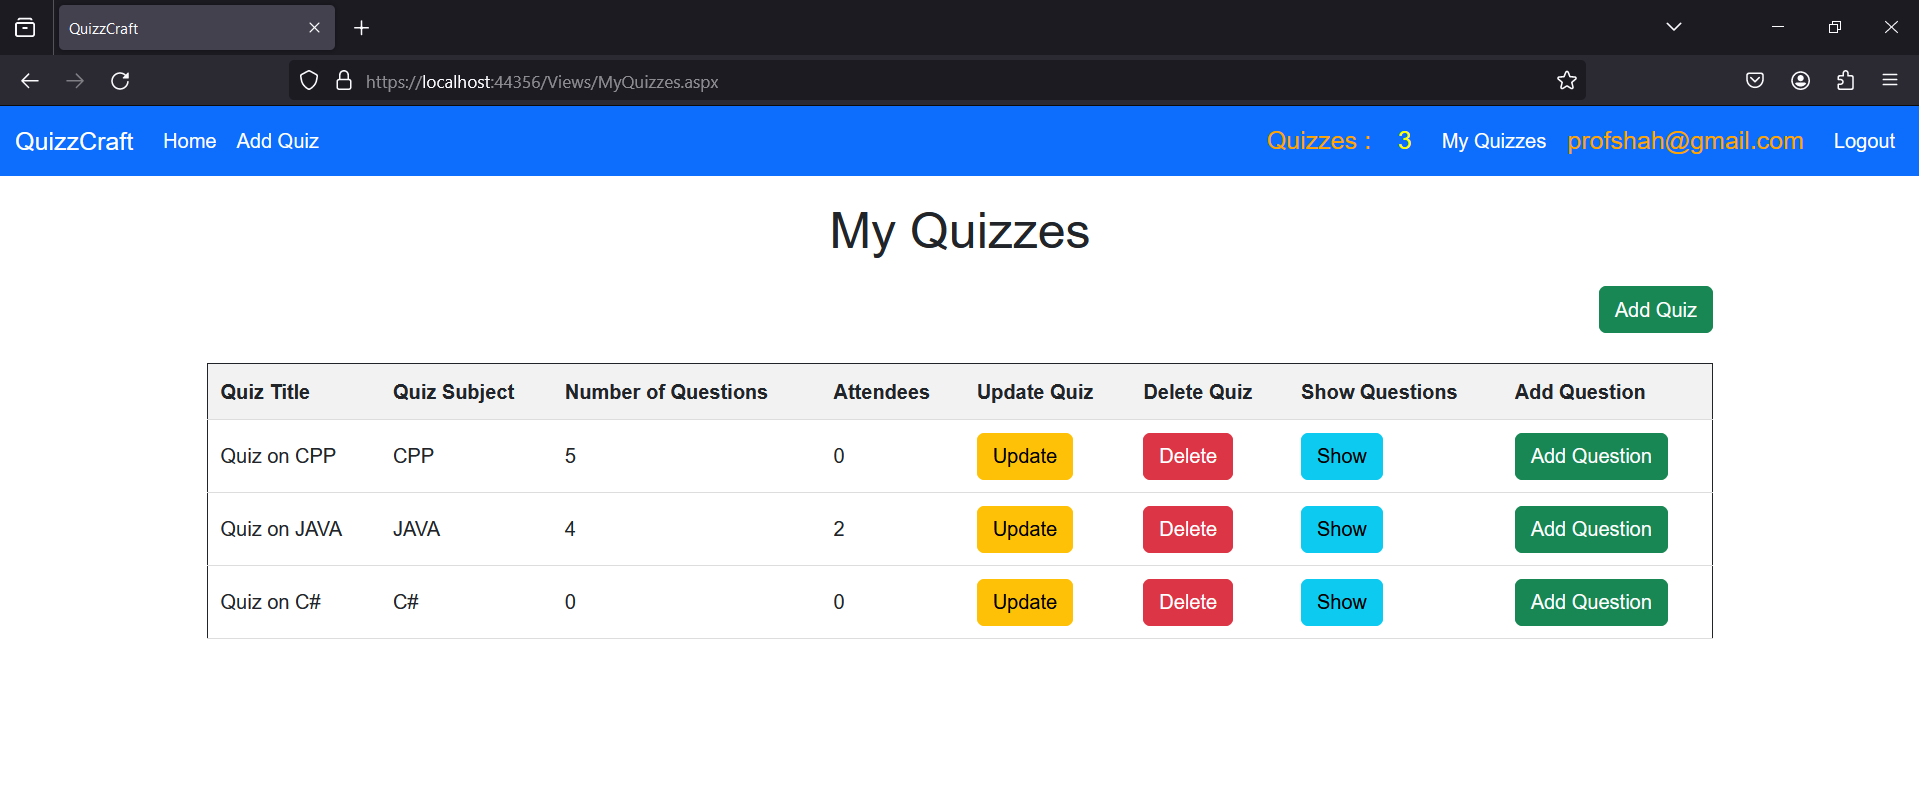 QuizzCraft
https://localhost:44356/Views/MyQuizzes.aspx
QuizzCraft Home Add Quiz Quizzes : 3 My Quizzes profshah@gmail.com Logout
My Quizzes
Add Quiz
Quiz Title Quiz Subject Number of Questions Attendees Update Quiz Delete Quiz Show Questions Add Question
Quiz on CPP CPP 5 0 Update Delete Show Add Question
Quiz on JAVA JAVA 4 2 Update Delete Show Add Question
Quiz on C# C# 0 0 Update Delete Show Add Question